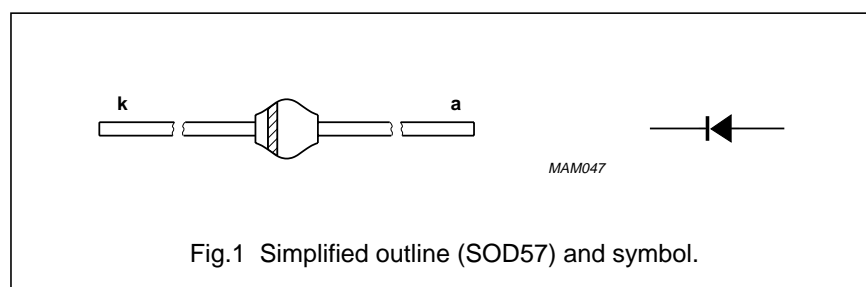 k a
MAM047
Fig.1 Simplified outline (SOD57) and symbol.